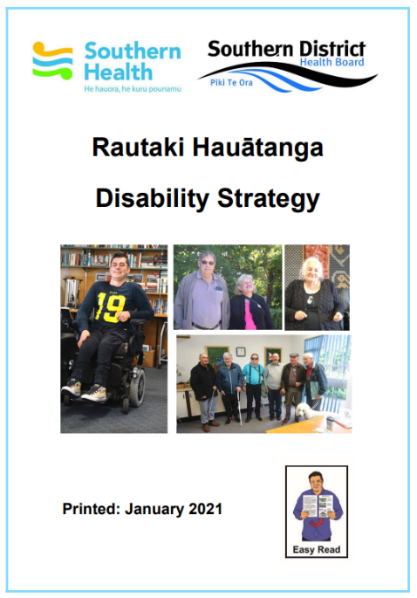 Southern
Health
He hauora, he kuru pounamu
Southern District
Health Board
Piki Te Ora
Rautaki Hauātanga
Disability Strategy
19
Printed: January 2021
Easy Read